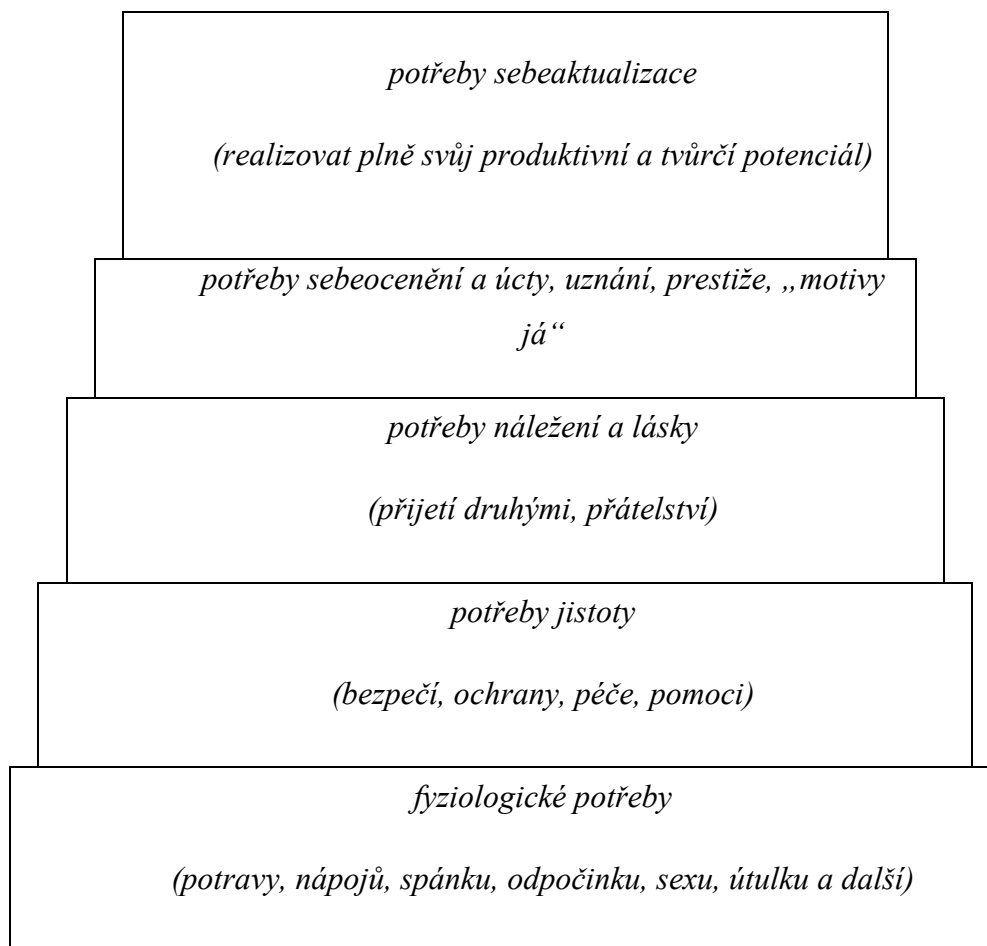 potřeby sebeaktualizace
(realizovat plně svůj produktivní a tvůrčí potenciál)
potřeby sebeocenění a úcty, uznání, prestiže, „motivy
já“
potřeby náležení a lásky
(přijetí druhými, přátelství)
potřeby jistoty
(bezpečí, ochrany, péče, pomoci)
fyziologické potřeby
(potravy, nápojů, spánku, odpočinku, sexu, útulku a další)